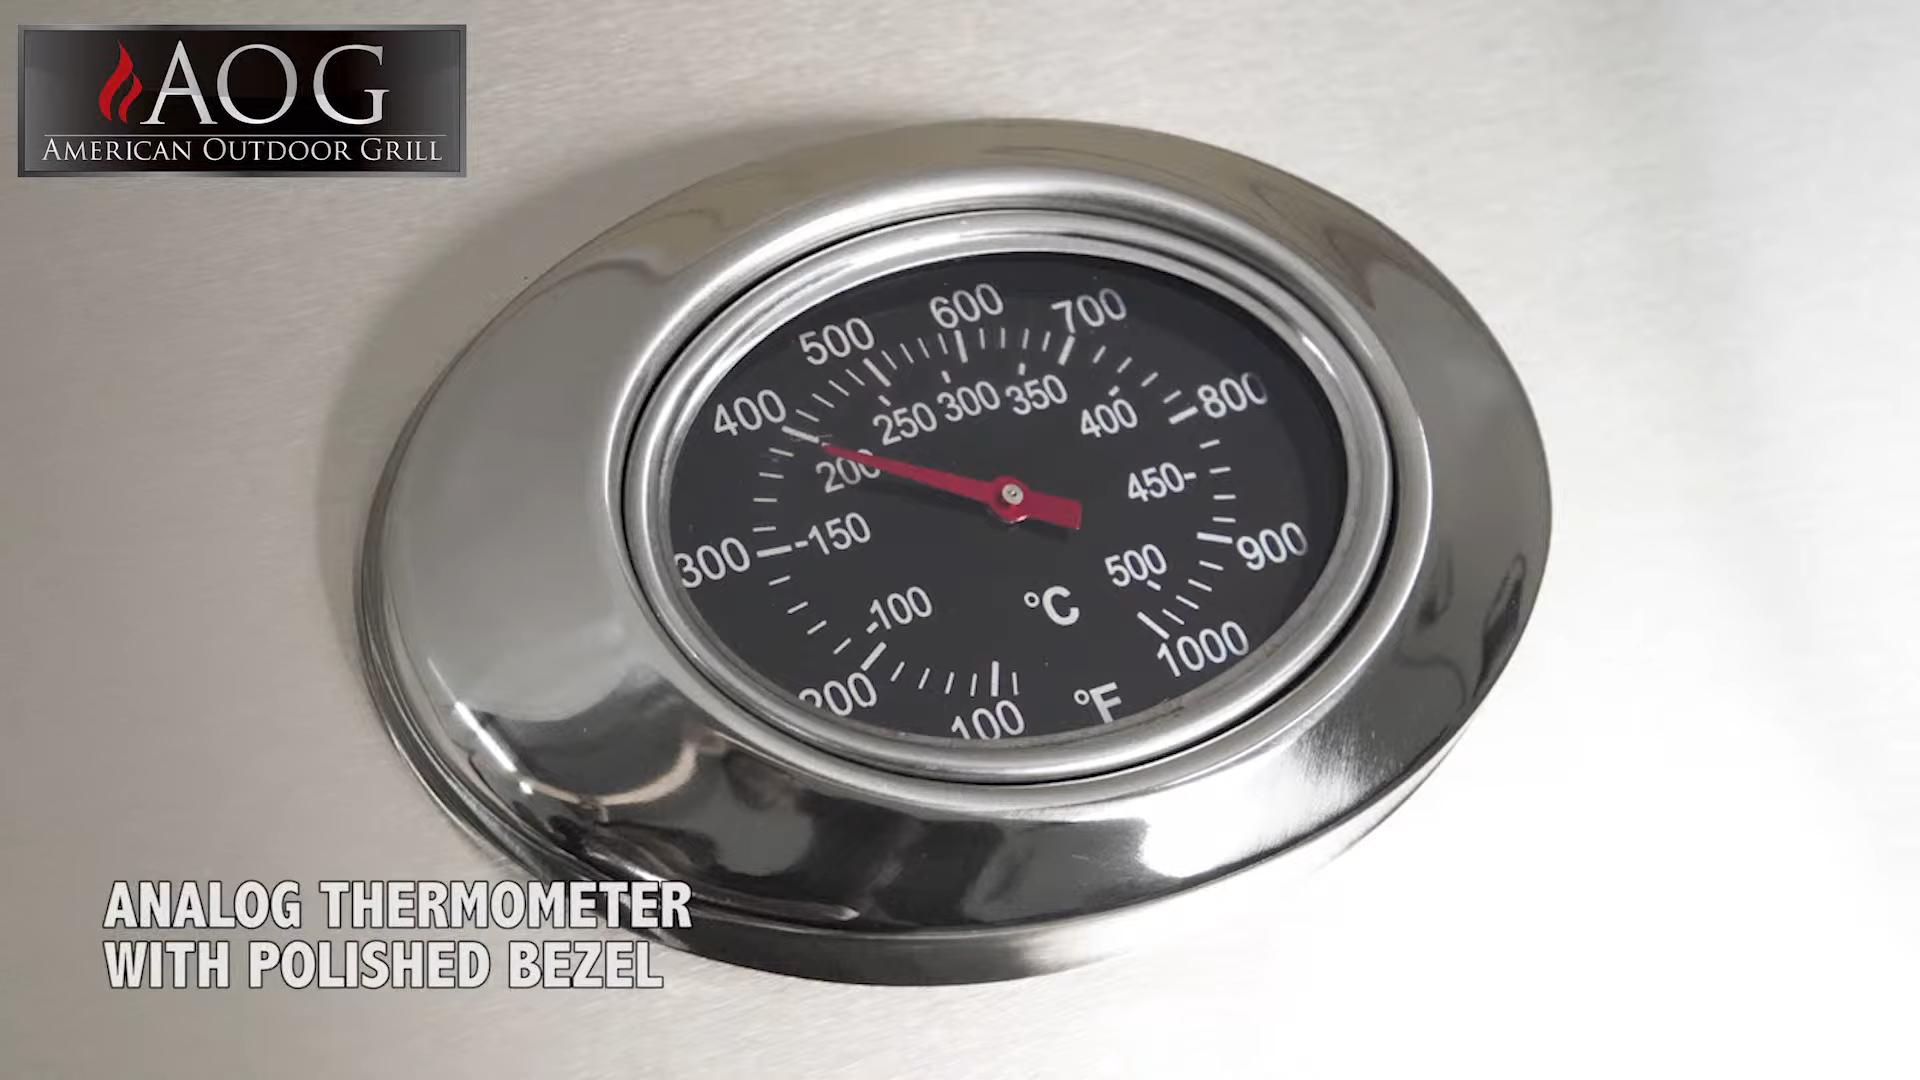 AOG
AMERICAN OUTDOOR GRILL
600
700
500
800
400
250 300 350
400
200
450-
300
-150
900
500
-100
°C
1000
200
100
°F
ANALOG THERMOMETER
WITH POLISHED BEZEL